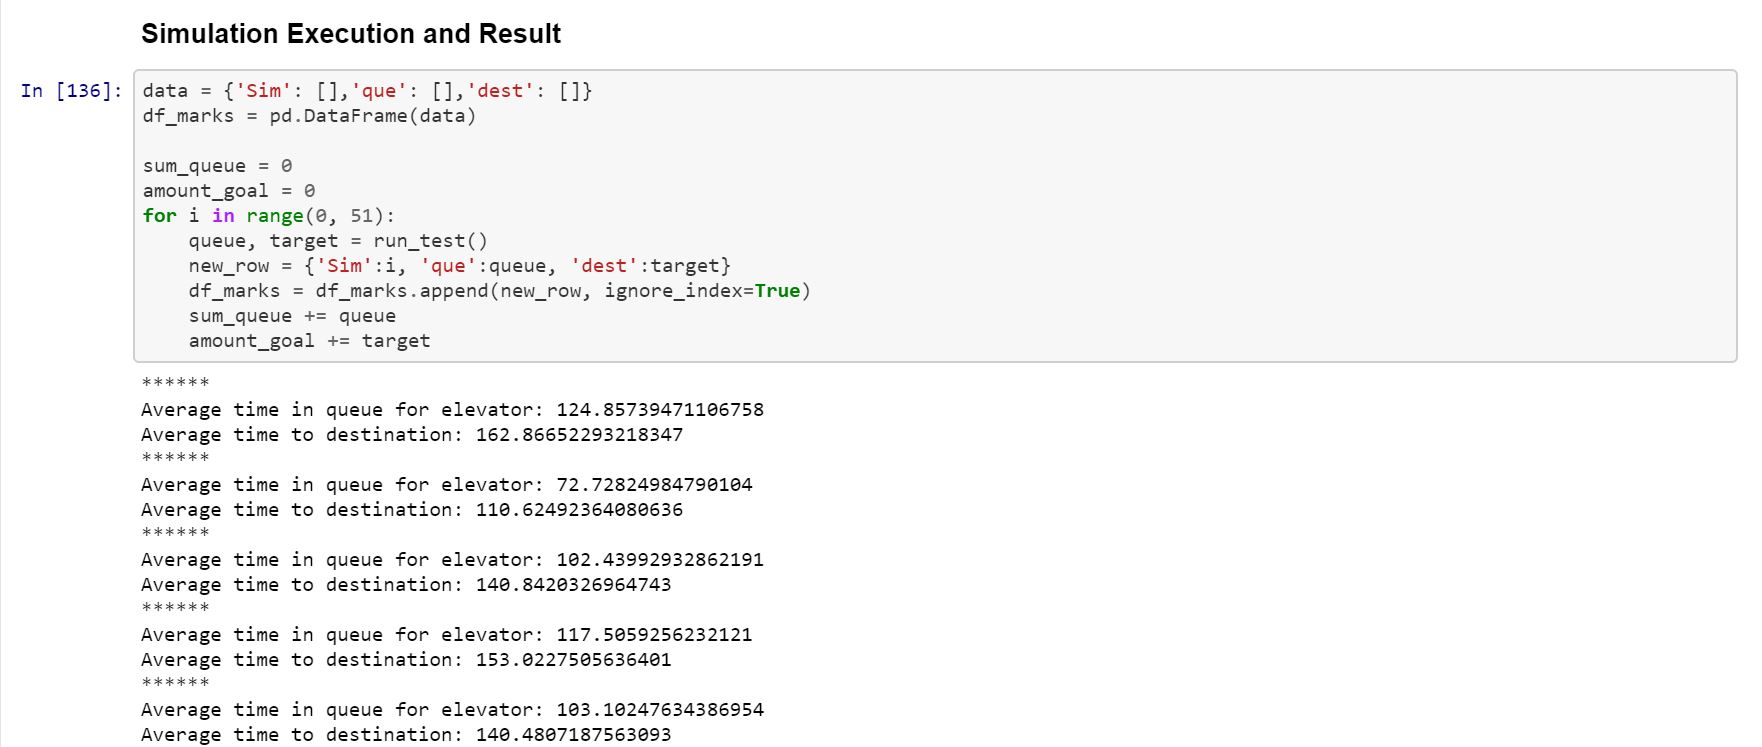 Simulation Execution and Result
In [136]: data = {'Sim': [],'que': [],'dest': []}
df_marks = pd.DataFrame(data)
sum_queue = 0
amount_goal = 0
for i in range(0, 51):
    queue, target = run_test()
    new_row = {'Sim':i, 'que':queue, 'dest':target}
    df_marks = df_marks.append(new_row, ignore_index=True)
    sum_queue += queue
    amount_goal += target
******
Average time in queue for elevator: 124.85739471106758
Average time to destination: 162.86652293218347
******
Average time in queue for elevator: 72.72824984790104
Average time to destination: 110.62492364080636
******
Average time in queue for elevator: 102.43992932862191
Average time to destination: 140.8420326964743
******
Average time in queue for elevator: 117.5059256232121
Average time to destination: 153.0227505636401
******
Average time in queue for elevator: 103.10247634386954
Average time to destination: 140.4807187563093